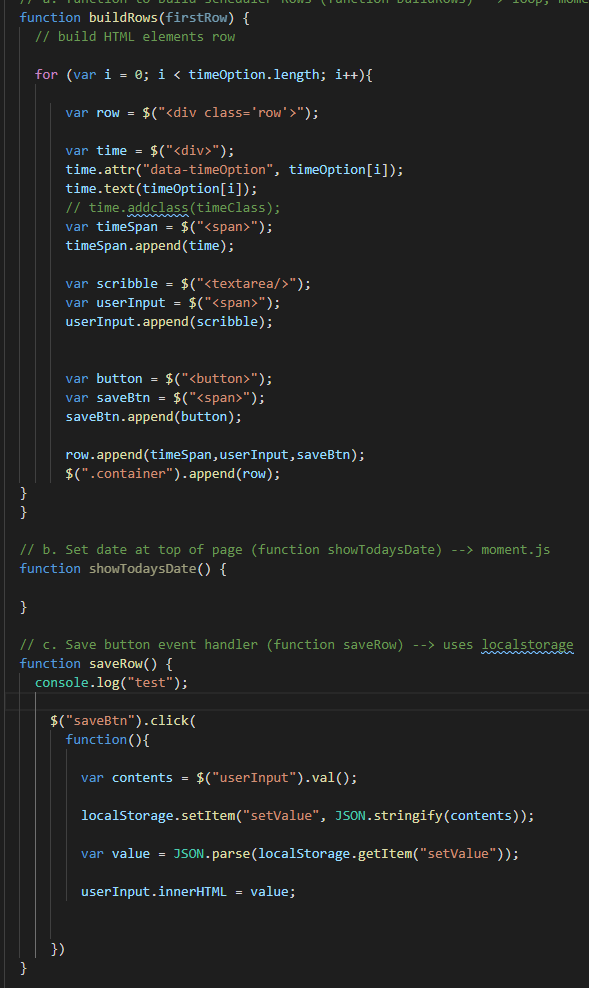 // a. function to build scheduler rows (function buildRows) --> loop, mome
function buildRows(firstRow) {
// build HTML elements row
for (var i = 0; i < timeOption.length; i++){
var row = $("<div class='row'>");
var time = $("<div>");
time.attr("data-timeOption", timeOption[i]);
time.text(timeOption[i]);
// time.addclass(timeClass);
var timeSpan = $("<span>");
timeSpan.append(time);
var scribble = $("<textarea/>");
var userInput = $("<span>");
userInput.append(scribble);
var button = $("<button>");
var saveBtn = $("<span>");
saveBtn.append(button);
row.append(timeSpan,userInput,saveBtn);
$(".container").append(row);
}
}
// b. Set date at top of page (function showTodaysDate) --> moment.js
function showTodaysDate() {
}
// c. Save button event handler (function saveRow) --> uses localstorage
function saveRow() {
console.log("test");
$("saveBtn").click(
function(){
var contents = $("userInput").val();
localStorage.setItem("setValue", JSON.stringify(contents));
var value = JSON.parse(localStorage.getItem("setValue"));
userInput.innerHTML = value;
})
}